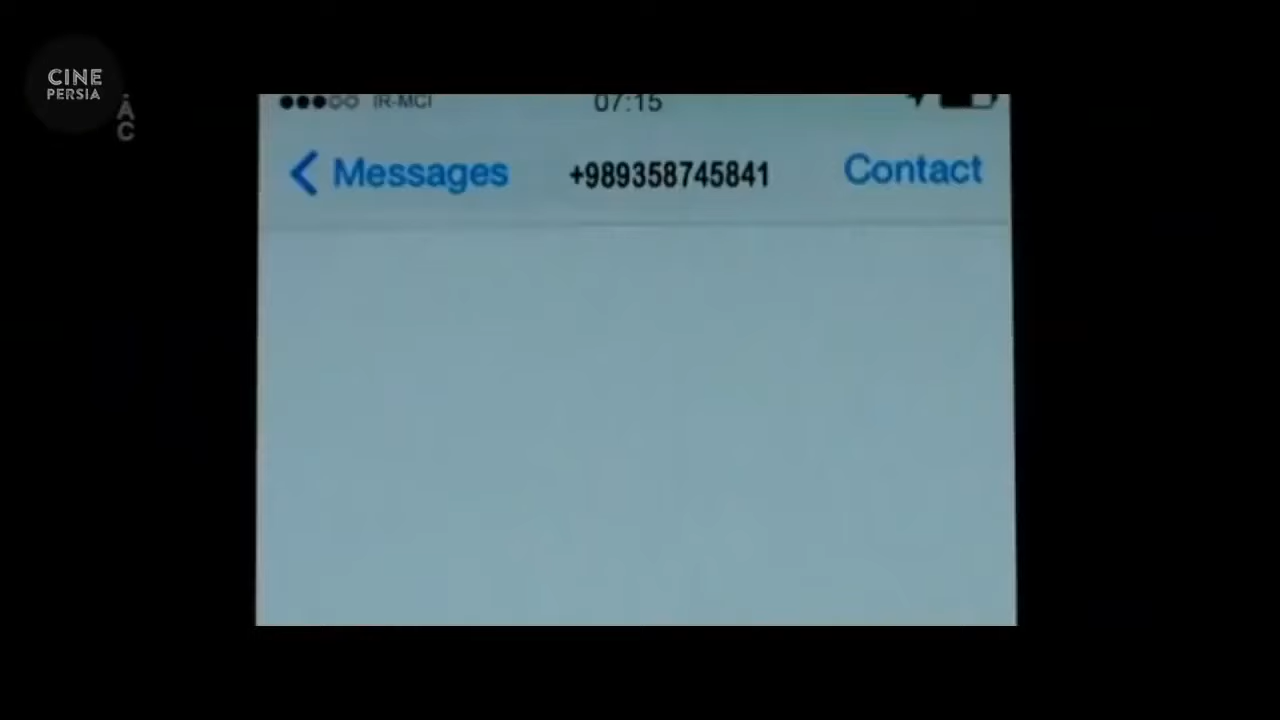 CINE
PERSIA
IR-MCI
07:15
Messages
+989358745841
Contact